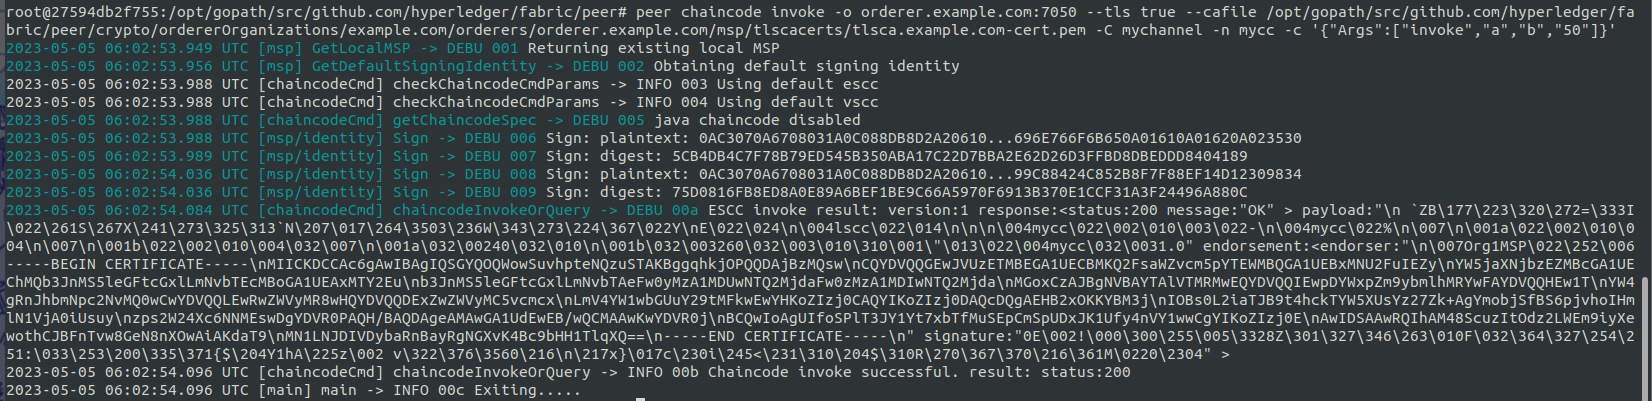 root@27594db2f755:/opt/gopath/src/github.com/hyperledger/fabric/peer# peer chaincode invoke -o orderer.example.com:7050 --tls true --cafile /opt/gopath/src/github.com/hyperledger/fa
bric/peer/crypto/ordererOrganizations/example.com/orderers/orderer.example.com/msp/tlscacerts/tlsca.example.com-cert.pem -C mychannel -n mycc -c '{"Args":["invoke","a","b","50"]}'
2023-05-05 06:02:53.949 UTC [msp] GetLocalMSP -> DEBU 001 Returning existing local MSP
2023-05-05 06:02:53.956 UTC [msp] GetDefaultSigningIdentity -> DEBU 002 Obtaining default signing identity
2023-05-05 06:02:53.988 UTC [chaincodeCmd] checkChaincodeCmdParams -> INFO 003 Using default escc
2023-05-05 06:02:53.988 UTC [chaincodeCmd] checkChaincodeCmdParams -> INFO 004 Using default vscc
2023-05-05 06:02:53.988 UTC [chaincodeCmd] getChaincodeSpec -> DEBU 005 java chaincode disabled
2023-05-05 06:02:53.988 UTC [msp/identity] Sign -> DEBU 006 Sign: plaintext: 0AC3070A6708031A0C088DB8D2A20610...696E766F6B650A01610A01620A023530
2023-05-05 06:02:53.989 UTC [msp/identity] Sign -> DEBU 007 Sign: digest: 5CB4DB4C7F78B79ED545B350ABA17C22D7BBA2E62D26D3FFBD8DBEDDD8404189
2023-05-05 06:02:54.036 UTC [msp/identity] Sign -> DEBU 008 Sign: plaintext: 0AC3070A6708031A0C088DB8D2A20610...99C88424C852B8F7F88EF14D12309834
2023-05-05 06:02:54.036 UTC [msp/identity] Sign -> DEBU 009 Sign: digest: 75D0816FB8ED8A0E89A6BEF1BE9C66A5970F6913B370E1CCF31A3F24496A880C
2023-05-05 06:02:54.084 UTC [chaincodeCmd] chaincodeInvokeOrQuery -> DEBU 00a ESCC invoke result: version:1 response:<status:200 message:"OK" > payload:"\n `ZB\177\223\320\272=\333I
\022\261S\267X\241\273\325\313`N\207\017\264\3503\236W\343\273\224\367\022Y\nE\022\024\n\004lscc\022\014\n\n\n\004mycc\022\002\010\003\022-\n\004mycc\022%\n\007\n\001a\022\002\010\0
04\n\007\n\001b\022\002\010\004\032\007\n\001a\032\00240\032\010\n\001b\032\003260\032\003\010\310\001\"\013\022\004mycc\032\0031.0" endorsement:<endorser:"\n\007Org1MSP\022\252\006
-----BEGIN CERTIFICATE-----\nMIICKDCCAc6gAwIBAgIQSGYQOQWowSuvhpteNQzuSTAKBggqhkjOPQQDAjBzMQsw\nCQYDVQQGEwJVUzETMBEGA1UECBMKQ2FsaWZvcm5pYTEWMBQGA1UEBxMNU2FuIEZy\nYW5jaXNjbzEZMBcGA1UE
ChMQb3JnMS5leGFtcGxlLmNvbTEcMBoGA1UEAxMTY2Eu\nb3JnMS5leGFtcGxlLmNvbTAeFw0yMzA1MDUwNTQ2MjdaFw0zMzA1MDIwNTQ2Mjda\nMGoxCzAJBgNVBAYTAlVTMRMwEQYDVQQIEwpDYWxpZm9ybmlhMRYwFAYDVQQHEw1T\nYW4
gRnJhbmNpc2NvMQ0wCwYDVQQLEwRwZWVyMR8wHQYDVQQDExZwZWVyMC5vcmcx\nLmV4YW1wbGUuY29tMFkwEwYHKoZIzj0CAQYIKoZIzj0DAQcDQgAEHB2xOKKYBM3j\nIOBs0L2iaTJB9t4hckTYW5XUsYz27Zk+AgYmobjSfBS6pjvhoIHm
lN1VjA0iUsuy\nzps2W24Xc6NNMEswDgYDVR0PAQH/BAQDAgeAMAwGA1UdEwEB/wQCMAAwKwYDVR0j\nBCQwIoAgUIfoSPlT3JY1Yt7xbTfMuSEpCmSpUDxJK1Ufy4nVY1wwCgYIKoZIzj0E\nAwIDSAAwRQIhAM48ScuzItOdz2LWEm9iyXe
wothCJBFnTvw8GeN8nXOwAiAKdaT9\nMN1LNJDIVDybaRnBayRgNGXvK4Bc9bHH1TlqXQ==\n-----END CERTIFICATE-----\n" signature:"0E\002!\000\300\255\005\3328Z\301\327\346\263\010F\032\364\327\254\2
51:\033\253\200\335\371{$\204Y1hA\225z\002 v\322\376\3560\216\n\217x}\017c\230i\245<\231\310\204$\310R\270\367\370\216\361M\0220\2304" >
2023-05-05 06:02:54.096 UTC [chaincodeCmd] chaincodeInvokeOrQuery -> INFO 00b Chaincode invoke successful. result: status:200
2023-05-05 06:02:54.096 UTC [main] main -> INFO 00c Exiting.....